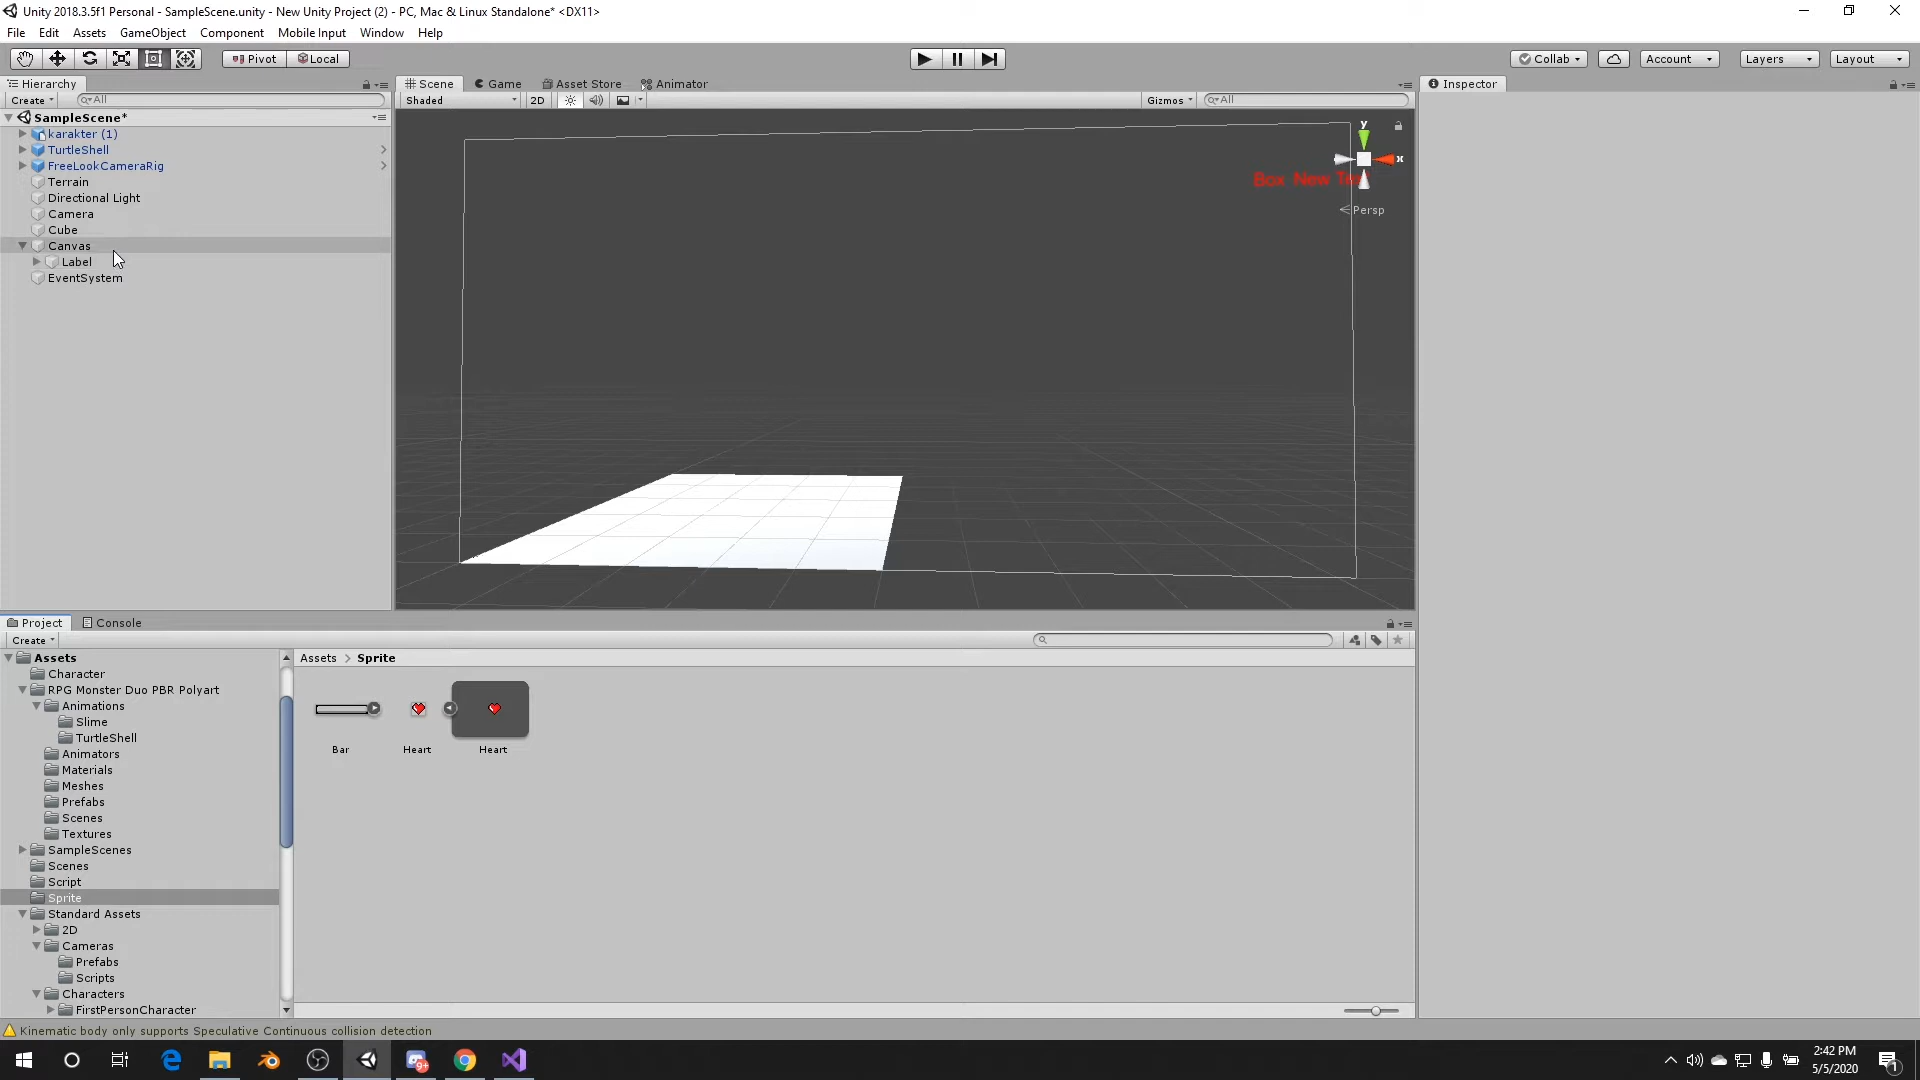 Unity 2018.3.5f1 Personal - SampleScene.unity - New Unity Project (2) - PC, Mac & Linux Standalone* <DX11>
File Edit Assets GameObject Component Mobile Input Window Help
Pivot Local Collab Account Layers Layout
Hierarchy Scene Game Asset Store Animator Inspector
Create All Shaded 2D Gizmos All
SampleScene*
karakter (1)
TurtleShell
FreeLookCameraRig
Terrain
Directional Light
Camera
Cube
Canvas
Label
EventSystem
y
x
Box New
Persp
Project Console
Create
Assets
Character
RPG Monster Duo PBR Polyart
Animations
Slime
TurtleShell
Animators
Materials
Meshes
Prefabs
Scenes
Textures
SampleScenes
Scenes
Script
Sprite
Standard Assets
2D
Cameras
Prefabs
Scripts
Characters
FirstPersonCharacter
Assets > Sprite
Bar Heart Heart
Kinematic body only supports Speculative Continuous collision detection
9+
2:42 PM
5/5/2020
1